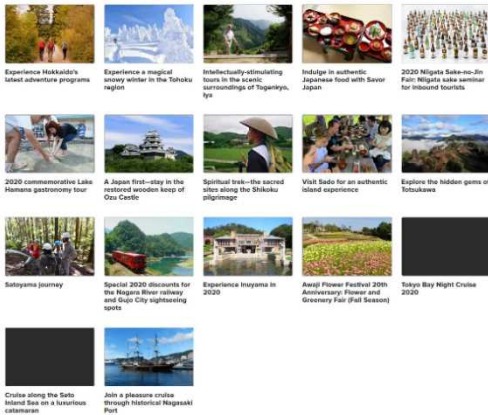 Experience Hokkaido's
latest adventure programs
Experience a magical
snowy winter in the Tohoku
region
Intellectually-stimulating
tours in the scenic
surroundings of Togenkyo,
Iya
Indulge in authentic
Japanese food with Savor
Japan
2020 Niigata Sake-no-Jin
Fair: Niigata sake seminar
for inbound tourists
2020 commemorative Lake
Hamana gastronomy tour
A Japan first—stay in the
restored wooden keep of
Ozu Castle
Spiritual trek—the sacred
sites along the Shikoku
pilgrimage
Visit Sado for an authentic
island experience
Explore the hidden gems of
Totsukawa
Satoyama journey
Special 2020 discounts for
the Nagara River railway
and Gujo City sightseeing
spots
Experience Inuyama in
2020
Awaji Flower Festival 20th
Anniversary: Flower and
Greenery Fair (Fall Season)
Tokyo Bay Night Cruise
2020
Cruise along the Seto
Inland Sea on a luxurious
catamaran
Join a pleasure cruise
through historical Nagasaki
Port